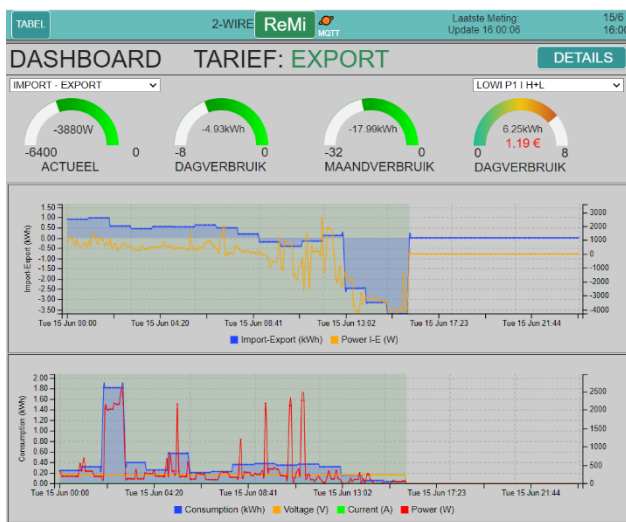 TABEL
2-WIRE ReMi MQTT
Laatste Meting: 15/6
Update 16 00 06 16:00
DASHBOARD TARIEF: EXPORT DETAILS
IMPORT - EXPORT LOWI P1 I H+L
-3880W -4.93kWh -17.99kWh 6.25kWh
1.19 €
-6400 0 -8 0 -32 0 0 8
ACTUEEL DAGVERBRUIK MAANDVERBRUIK DAGVERBRUIK
Import-Export (kWh)
1.50
1.00
0.50
0.00
-0.50
-1.00
-1.50
-2.00
-2.50
-3.00
-3.50
3000
2000
1000
0
-1000
-2000
-3000
-4000
Tue 15 Jun 00:00 Tue 15 Jun 04:20 Tue 15 Jun 08:41 Tue 15 Jun 13:02 Tue 15 Jun 17:23 Tue 15 Jun 21:44
Import-Export (kWh) Power I-E (W)
Consumption (kWh)
2.00
1.80
1.60
1.40
1.20
1.00
0.80
0.60
0.40
0.20
0.00
2500
2000
1500
1000
500
0
Tue 15 Jun 00:00 Tue 15 Jun 04:20 Tue 15 Jun 08:41 Tue 15 Jun 13:02 Tue 15 Jun 17:23 Tue 15 Jun 21:44
Consumption (kWh) Voltage (V) Current (A) Power (W)